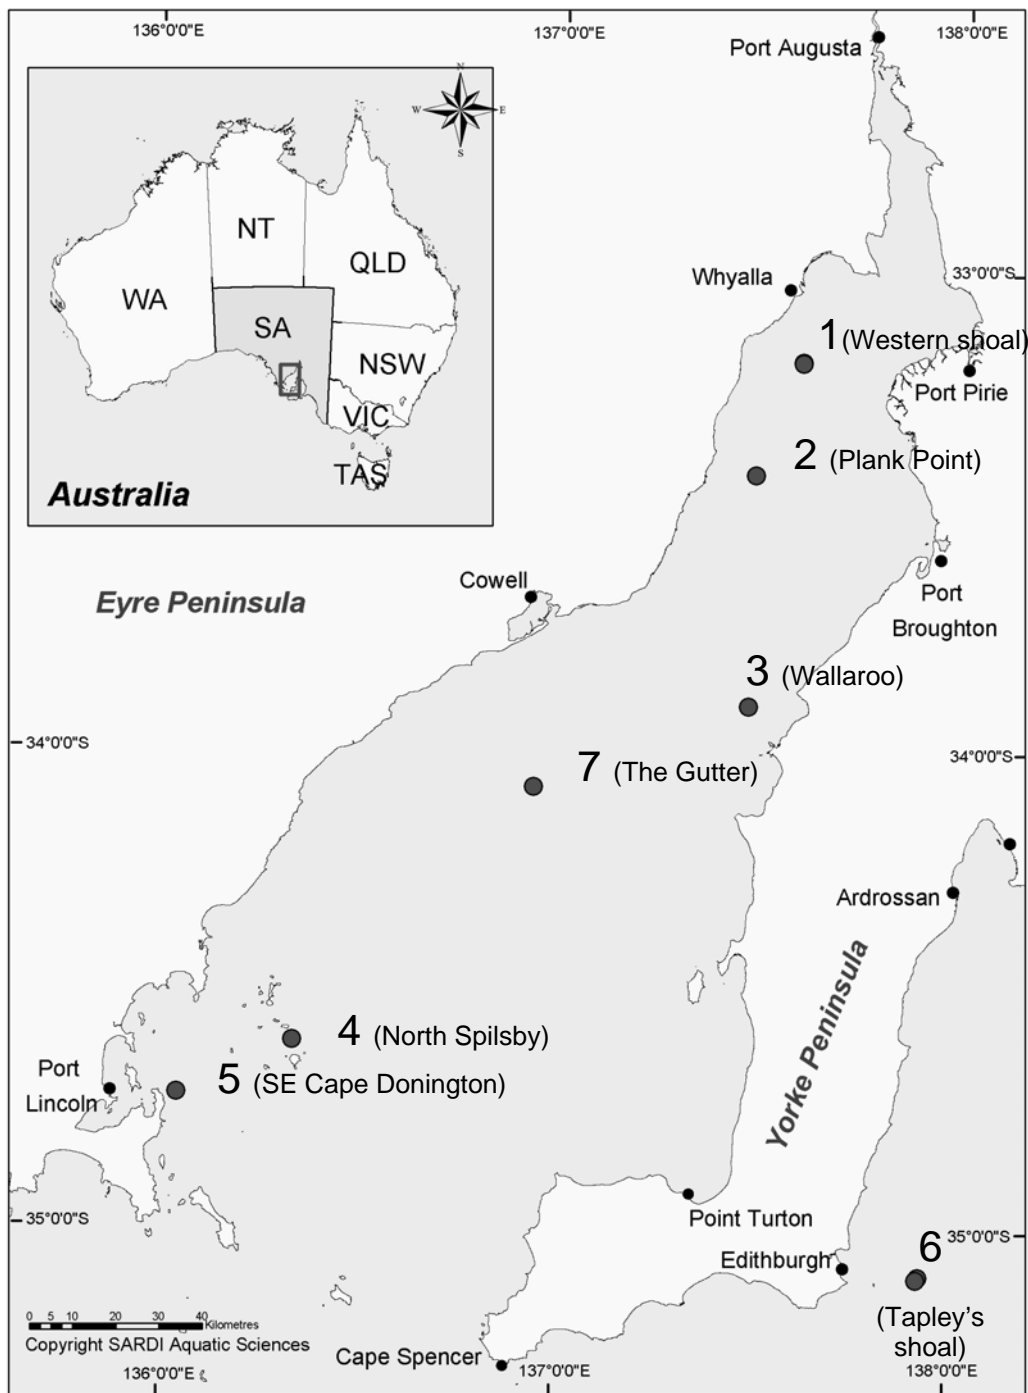 136°0'0"E
137°0'0"E
138°0'0"E
Port Augusta
N
W
E
S
NT
QLD
WA
SA
NSW
VIC
TAS
Australia
Whyalla
33°0'0"S
1 (Western shoal)
Port Pirie
2 (Plank Point)
Cowell
Eyre Peninsula
Port
Broughton
3 (Wallaroo)
34°0'0"S
34°0'0"S
7 (The Gutter)
Ardrossan
Yorke Peninsula
4 (North Spilsby)
Port
Lincoln
5 (SE Cape Donington)
Point Turton
35°0'0"S
35°0'0"S
6
Edithburgh
(Tapley's
shoal)
0 5 10 20 30 40 Kilometres
Copyright SARDI Aquatic Sciences
Cape Spencer
136°0'0"E
137°0'0"E
138°0'0"E